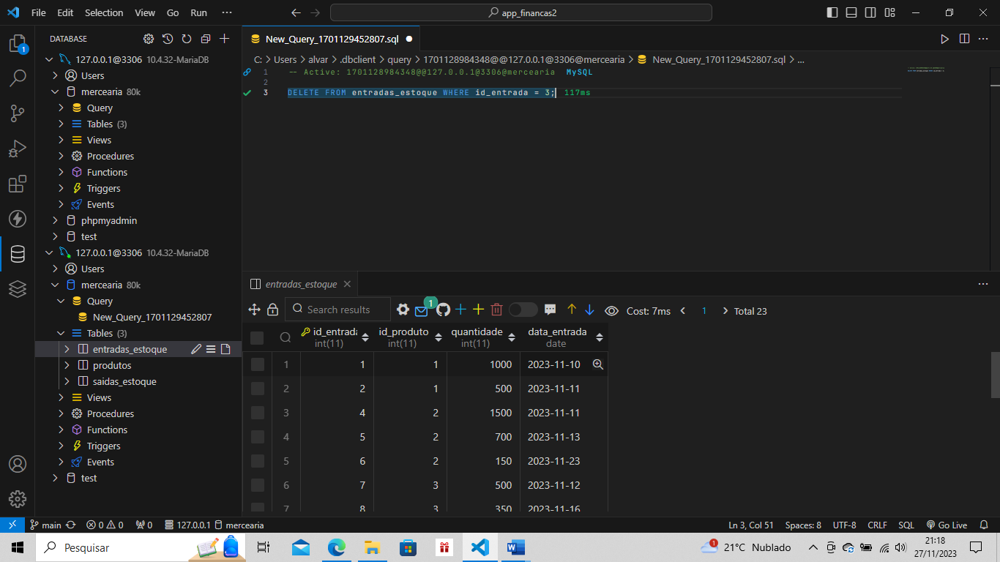 File Edit Selection View Go Run ··· app_financas2
DATABASE
127.0.0.1@3306 10.4.32-MariaDB
Users
mercearia 80k
Query
Tables (3)
Views
Procedures
Functions
Triggers
Events
phpmyadmin
test
127.0.0.1@3306 10.4.32-MariaDB
Users
mercearia 80k
Query
New_Query_1701129452807
Tables (3)
entradas_estoque
produtos
saidas_estoque
Views
Procedures
Functions
Triggers
Events
test
1
New_Query_1701129452807.sql
C: > Users > alvar > .dbclient > query > 1701128984348@@127.0.0.1@3306@mercearia > New_Query_1701129452807.sql > ...
1 -- Active: 1701128984348@@127.0.0.1@3306@mercearia MySQL
2
3 DELETE FROM entradas_estoque WHERE id_entrada = 3; 117ms
entradas_estoque
Search results 1 Cost: 7ms 1 Total 23
id_entrada id_produto quantidade data_entrada
int(11) int(11) int(11) date
1 1 1 1000 2023-11-10
2 2 1 500 2023-11-11
3 4 2 1500 2023-11-11
4 5 2 700 2023-11-13
5 6 2 150 2023-11-23
6 7 3 500 2023-11-12
7 8 3 350 2023-11-16
main 0 0 0 127.0.0.1 mercearia Ln 3, Col 51 Spaces: 8 UTF-8 CRLF SQL Go Live
Pesquisar 1 21°C Nublado 21:18
27/11/2023